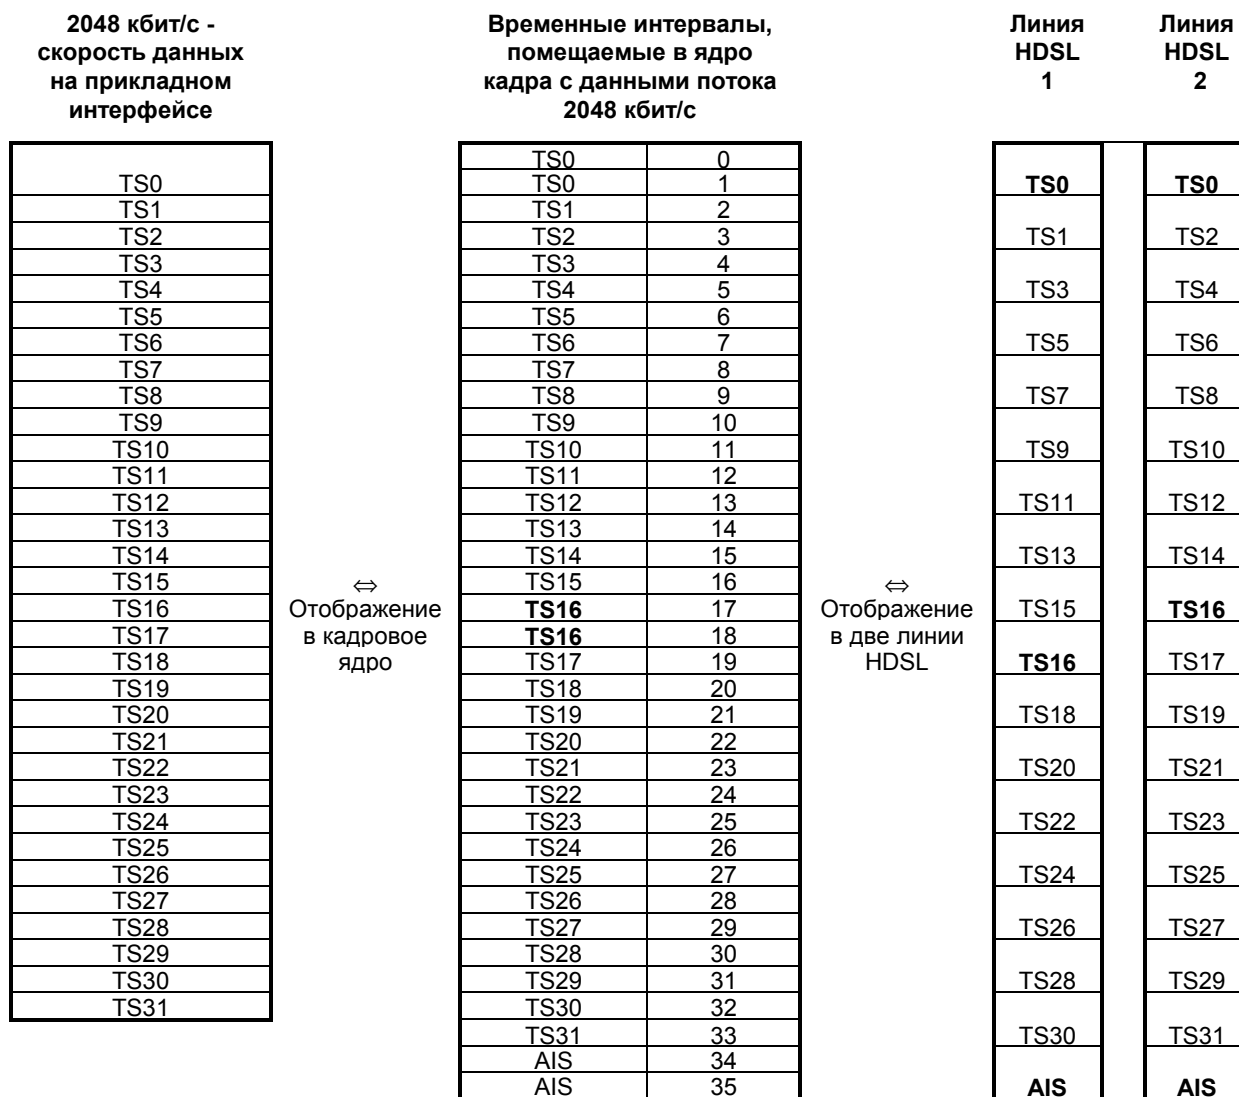 2048 кбит/с -
скорость данных
на прикладном
интерфейсе
Временные интервалы,
помещаемые в ядро
кадра с данными потока
2048 кбит/с
Линия
HDSL
1
Линия
HDSL
2
TS0
TS1
TS2
TS3
TS4
TS5
TS6
TS7
TS8
TS9
TS10
TS11
TS12
TS13
TS14
TS15
TS16
TS17
TS18
TS19
TS20
TS21
TS22
TS23
TS24
TS25
TS26
TS27
TS28
TS29
TS30
TS31
⇔
Отображение
в кадровое
ядро
TS0 0
TS0 1
TS1 2
TS2 3
TS3 4
TS4 5
TS5 6
TS6 7
TS7 8
TS8 9
TS9 10
TS10 11
TS11 12
TS12 13
TS13 14
TS14 15
TS15 16
TS16 17
TS16 18
TS17 19
TS18 20
TS19 21
TS20 22
TS21 23
TS22 24
TS23 25
TS24 26
TS25 27
TS26 28
TS27 29
TS28 30
TS29 31
TS30 32
TS31 33
AIS 34
AIS 35
⇔
Отображение
в две линии
HDSL
TS0
TS1
TS3
TS5
TS7
TS9
TS11
TS13
TS15
TS16
TS18
TS20
TS22
TS24
TS26
TS28
TS30
AIS
TS0
TS2
TS4
TS6
TS8
TS10
TS12
TS14
TS16
TS17
TS19
TS21
TS23
TS25
TS27
TS29
TS31
AIS